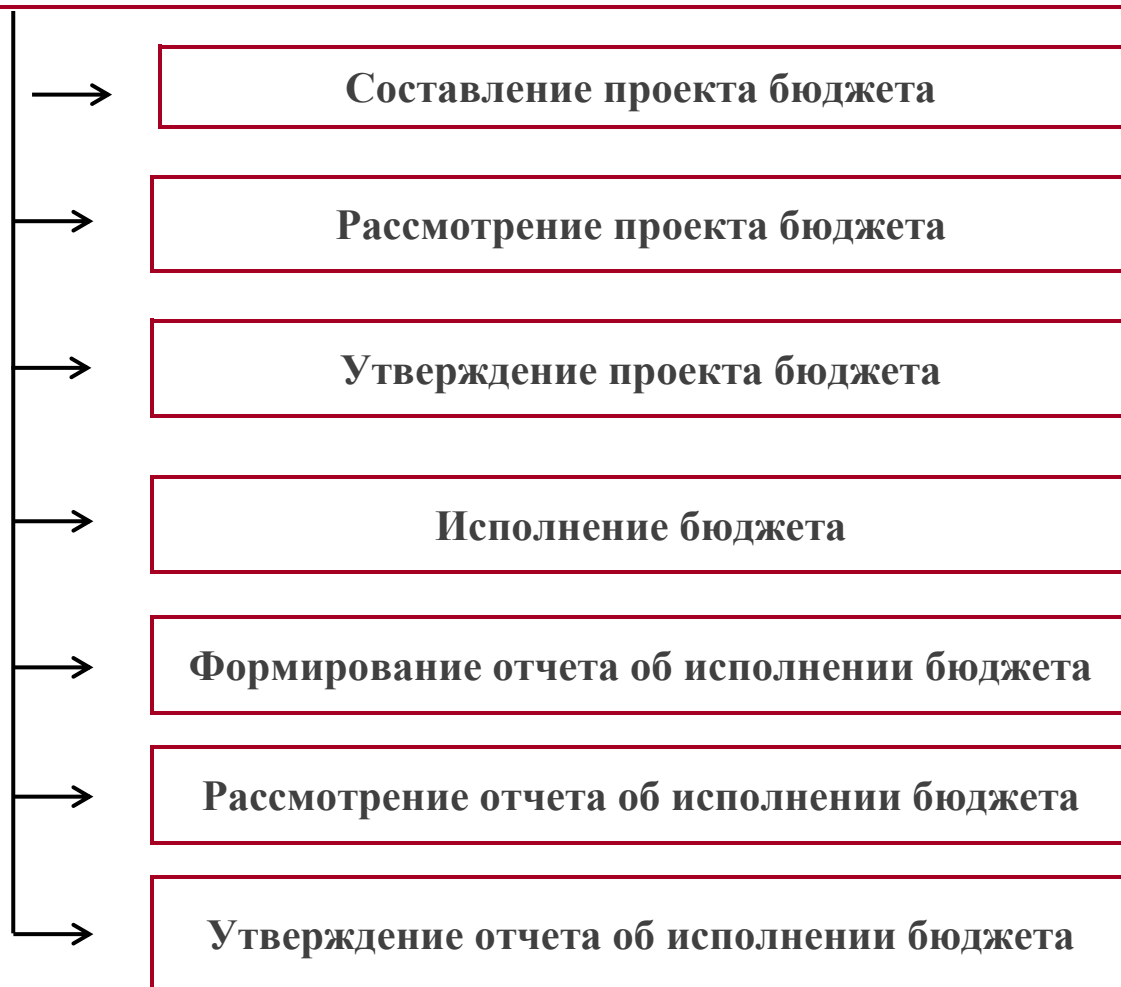 Составление проекта бюджета
Рассмотрение проекта бюджета
Утверждение проекта бюджета
Исполнение бюджета
Формирование отчета об исполнении бюджета
Рассмотрение отчета об исполнении бюджета
Утверждение отчета об исполнении бюджета